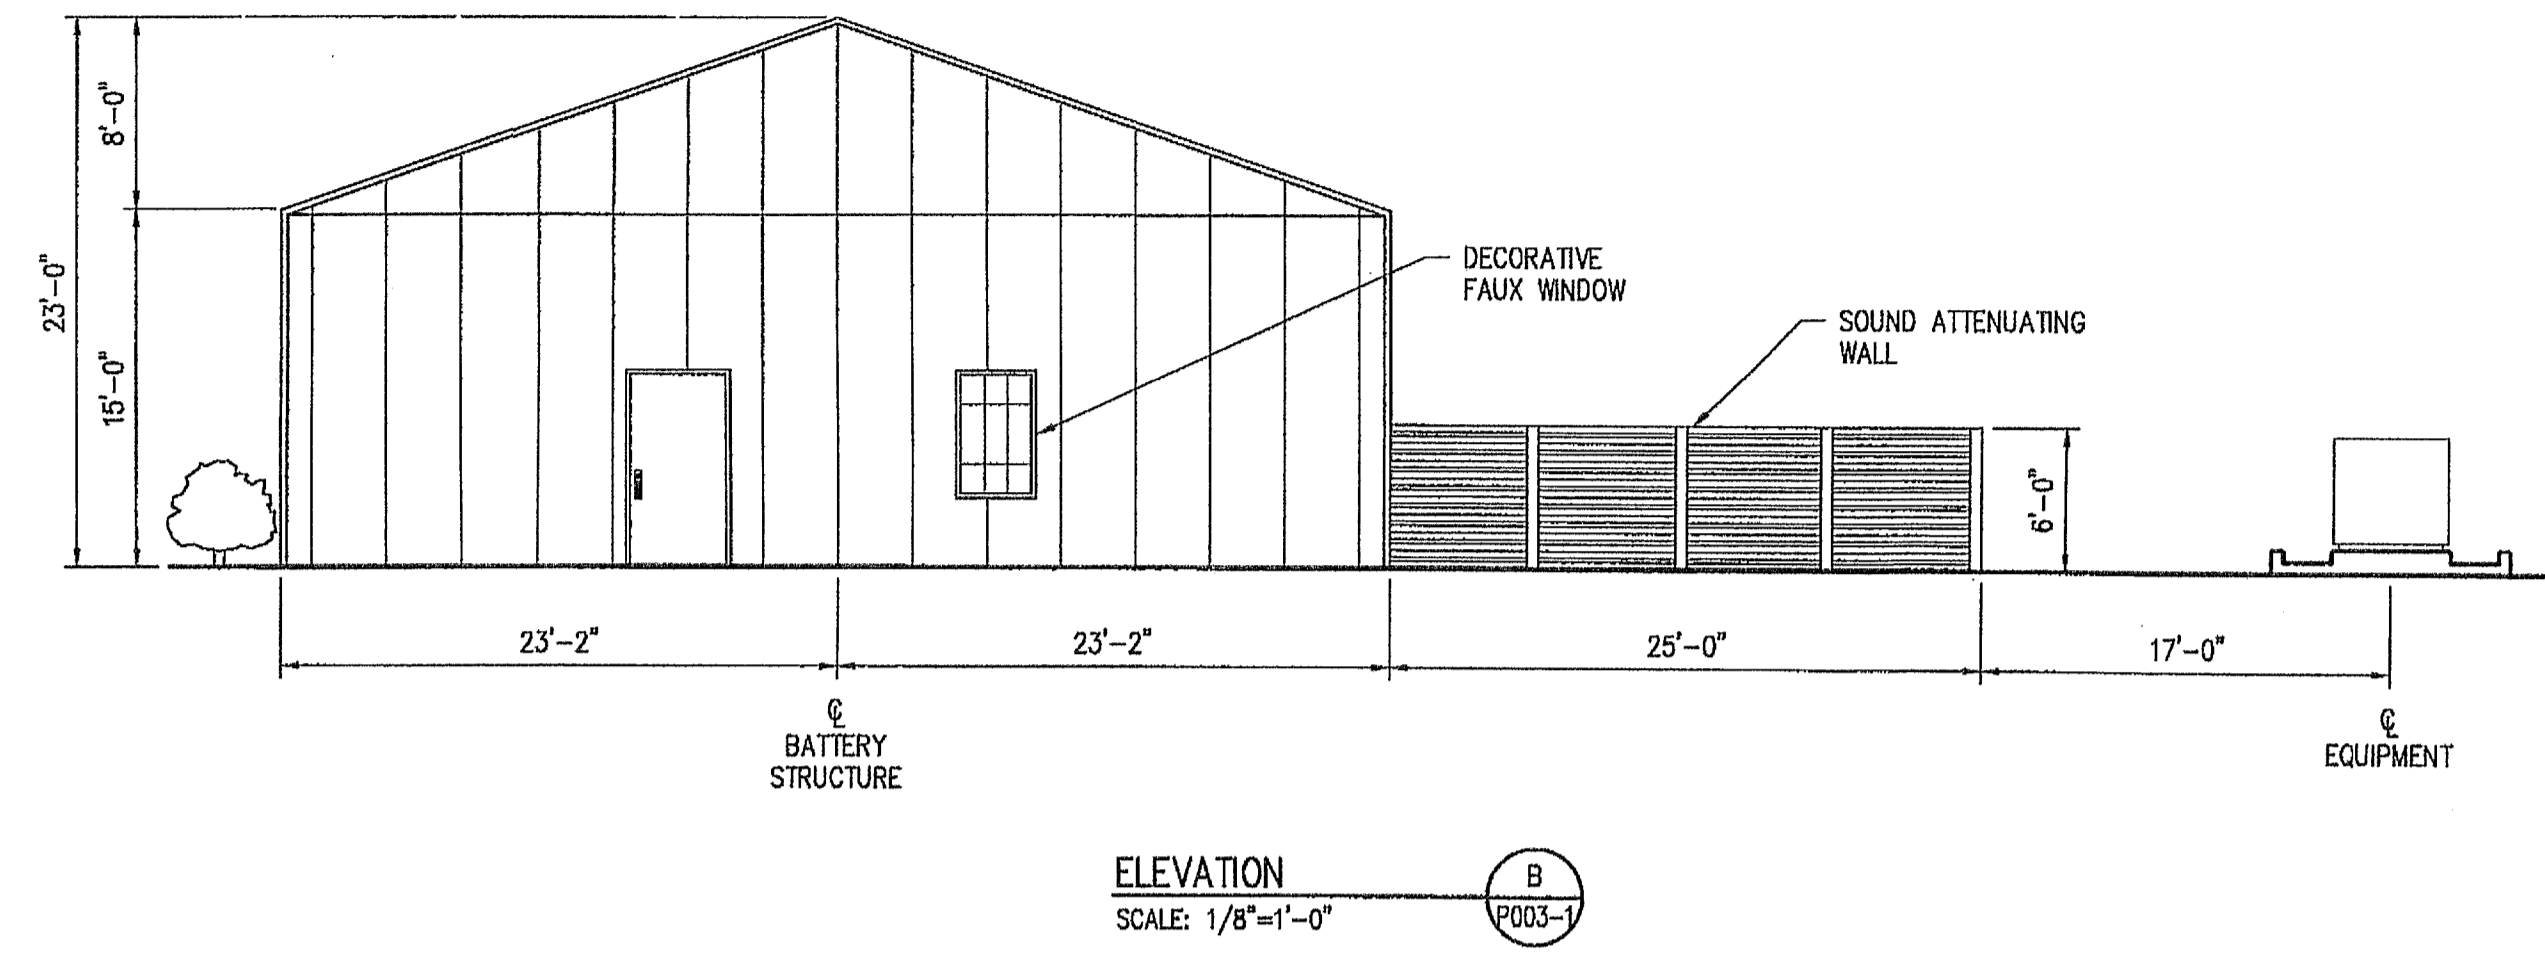 8'-0"
23'-0"
15'-0"
DECORATIVE
FAUX WINDOW
SOUND ATTENUATING
WALL
6'-0"
23'-2"
23'-2"
25'-0"
17'-0"
℄
BATTERY
STRUCTURE
℄
EQUIPMENT
ELEVATION
SCALE: 1/8"=1'-0"
B
P003-1